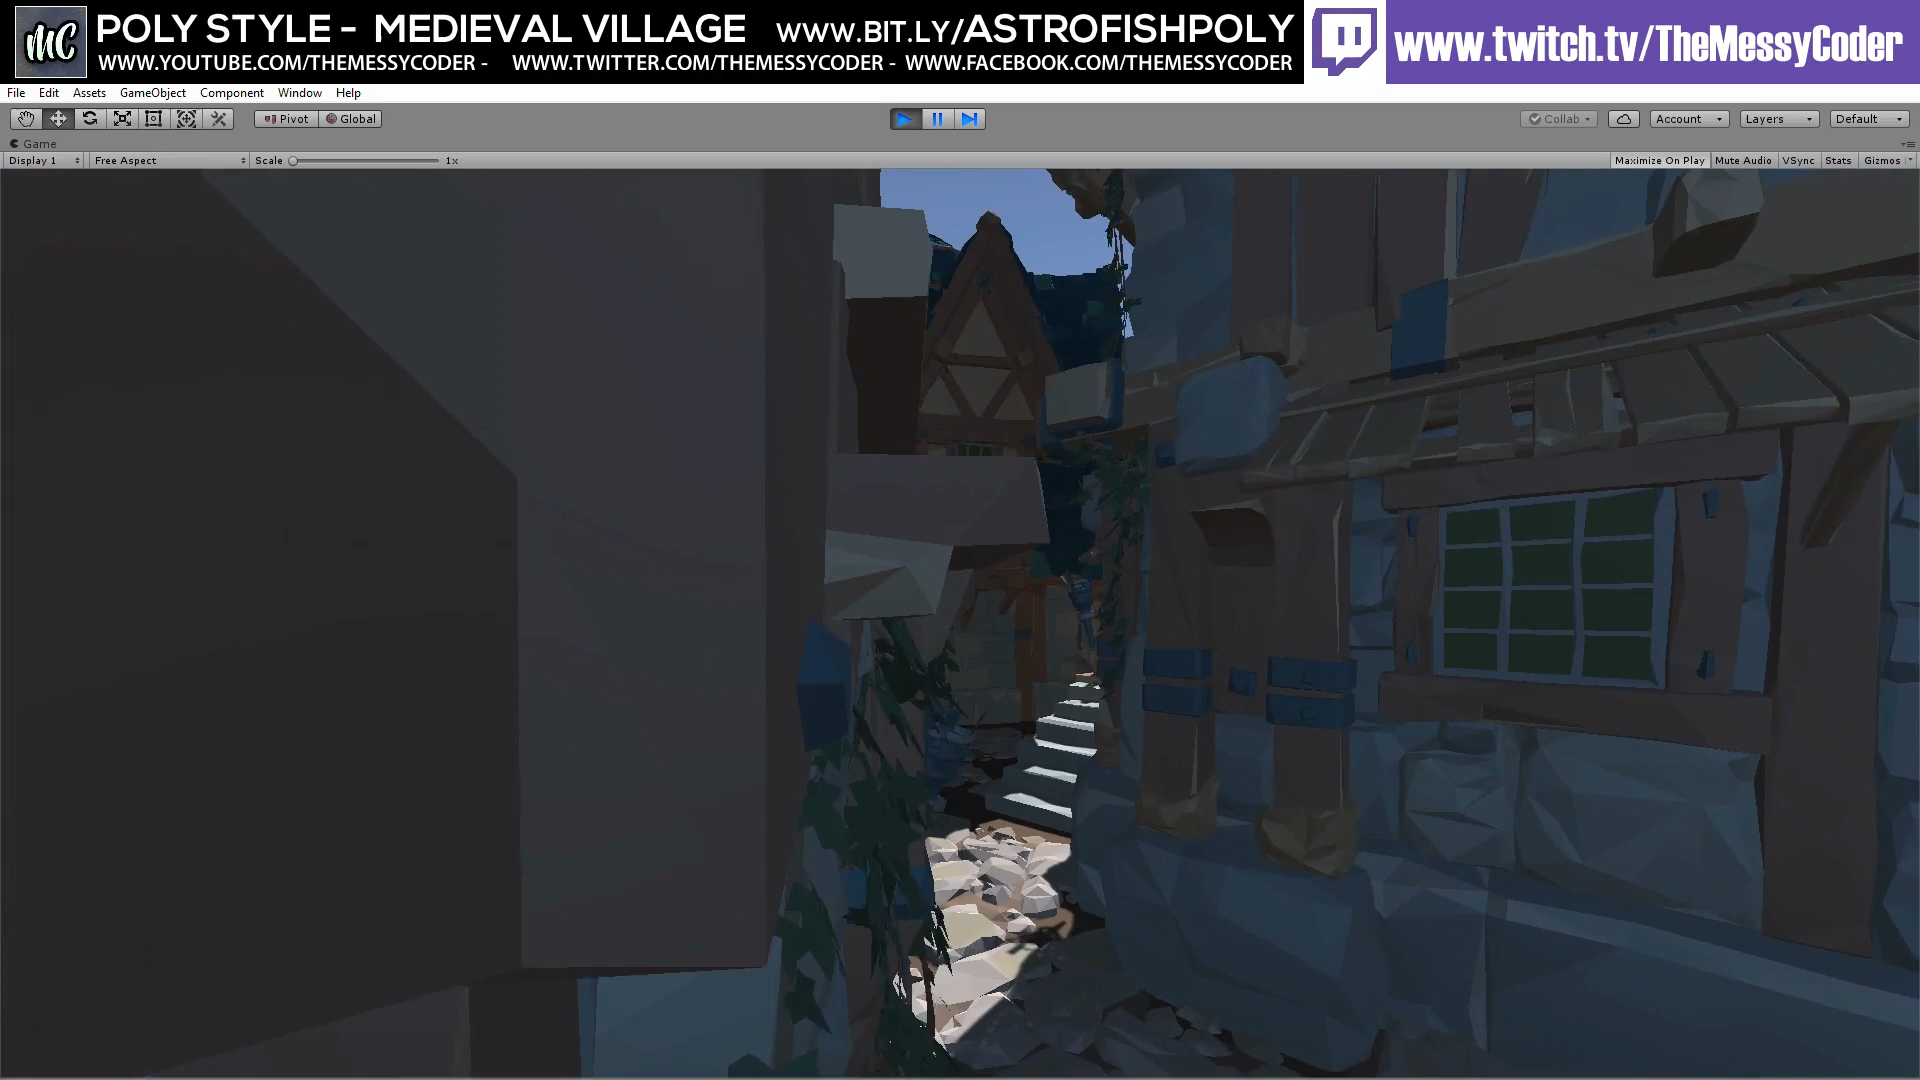 MC
POLY STYLE - MEDIEVAL VILLAGE WWW.BIT.LY/ASTROFISHPOLY
WWW.YOUTUBE.COM/THEMESSYCODER - WWW.TWITTER.COM/THEMESSYCODER - WWW.FACEBOOK.COM/THEMESSYCODER
www.twitch.tv/TheMessyCoder
File Edit Assets GameObject Component Window Help
Pivot Global Collab Account Layers Default
Game
Display 1 Free Aspect Scale 1x Maximize On Play Mute Audio VSync Stats Gizmos